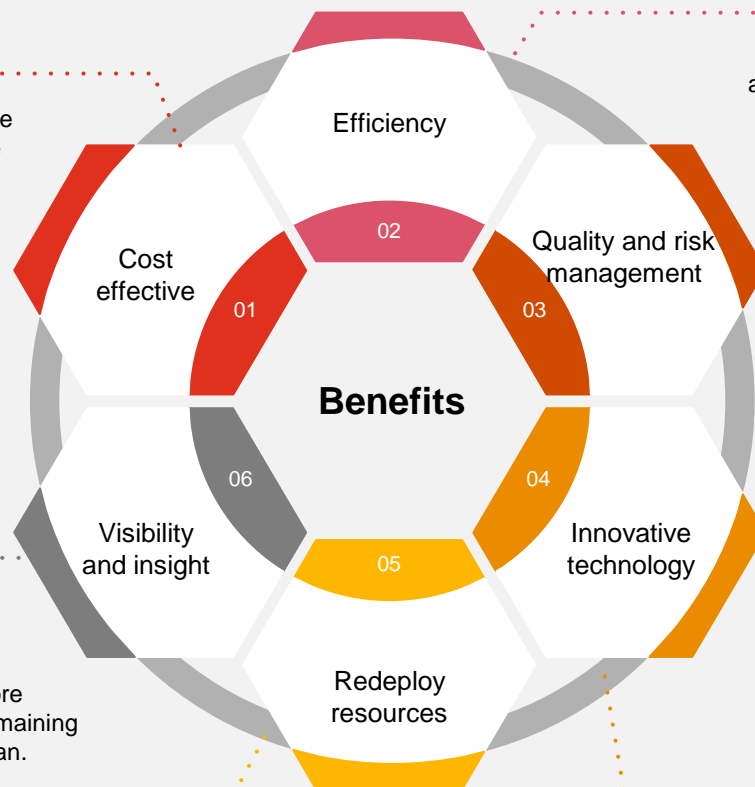 Efficiency
02
Cost
effective
01
Quality and risk
management
03
Benefits
06
04
Visibility
and insight
Innovative
technology
05
Redeploy
resources
an.